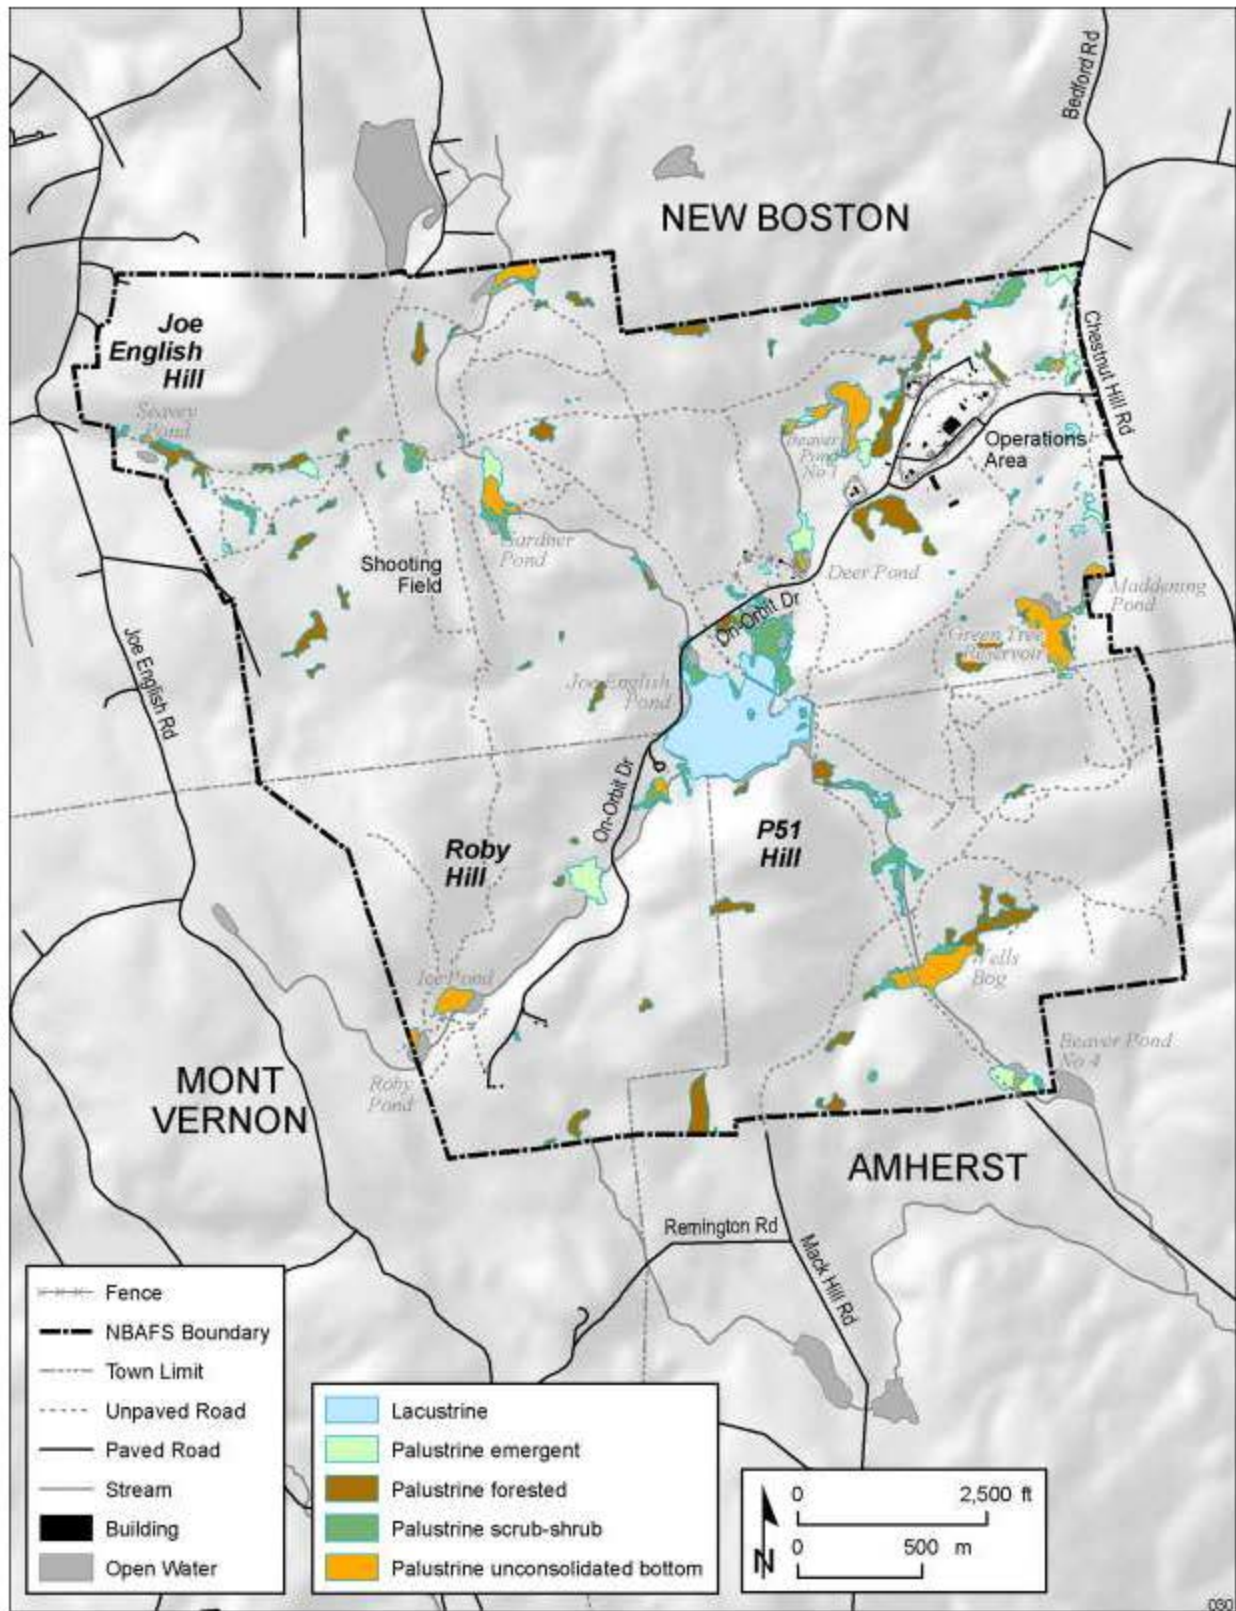 Bedford Rd
NEW BOSTON
Joe
English
Hill
Chestnut Hill Rd
Seavey
Pond
Beaver
Pond
No 1
Operations
Area
Gardner
Pond
Shooting
Field
Deer Pond
Maddening
Pond
On-Orbit Dr
Green Tree
Reservoir
Joe English Rd
Joe English
Pond
On-Orbit Dr
P51
Hill
Roby
Hill
Tells
Bog
Ice Pond
Beaver Pond
No 4
MONT
VERNON
Roby
Pond
AMHERST
Remington Rd
Mack Hill Rd
Fence
NBAFS Boundary
Town Limit
Unpaved Road
Paved Road
Stream
Building
Open Water
Lacustrine
Palustrine emergent
Palustrine forested
Palustrine scrub-shrub
Palustrine unconsolidated bottom
0 2,500 ft
0 500 m
N
030